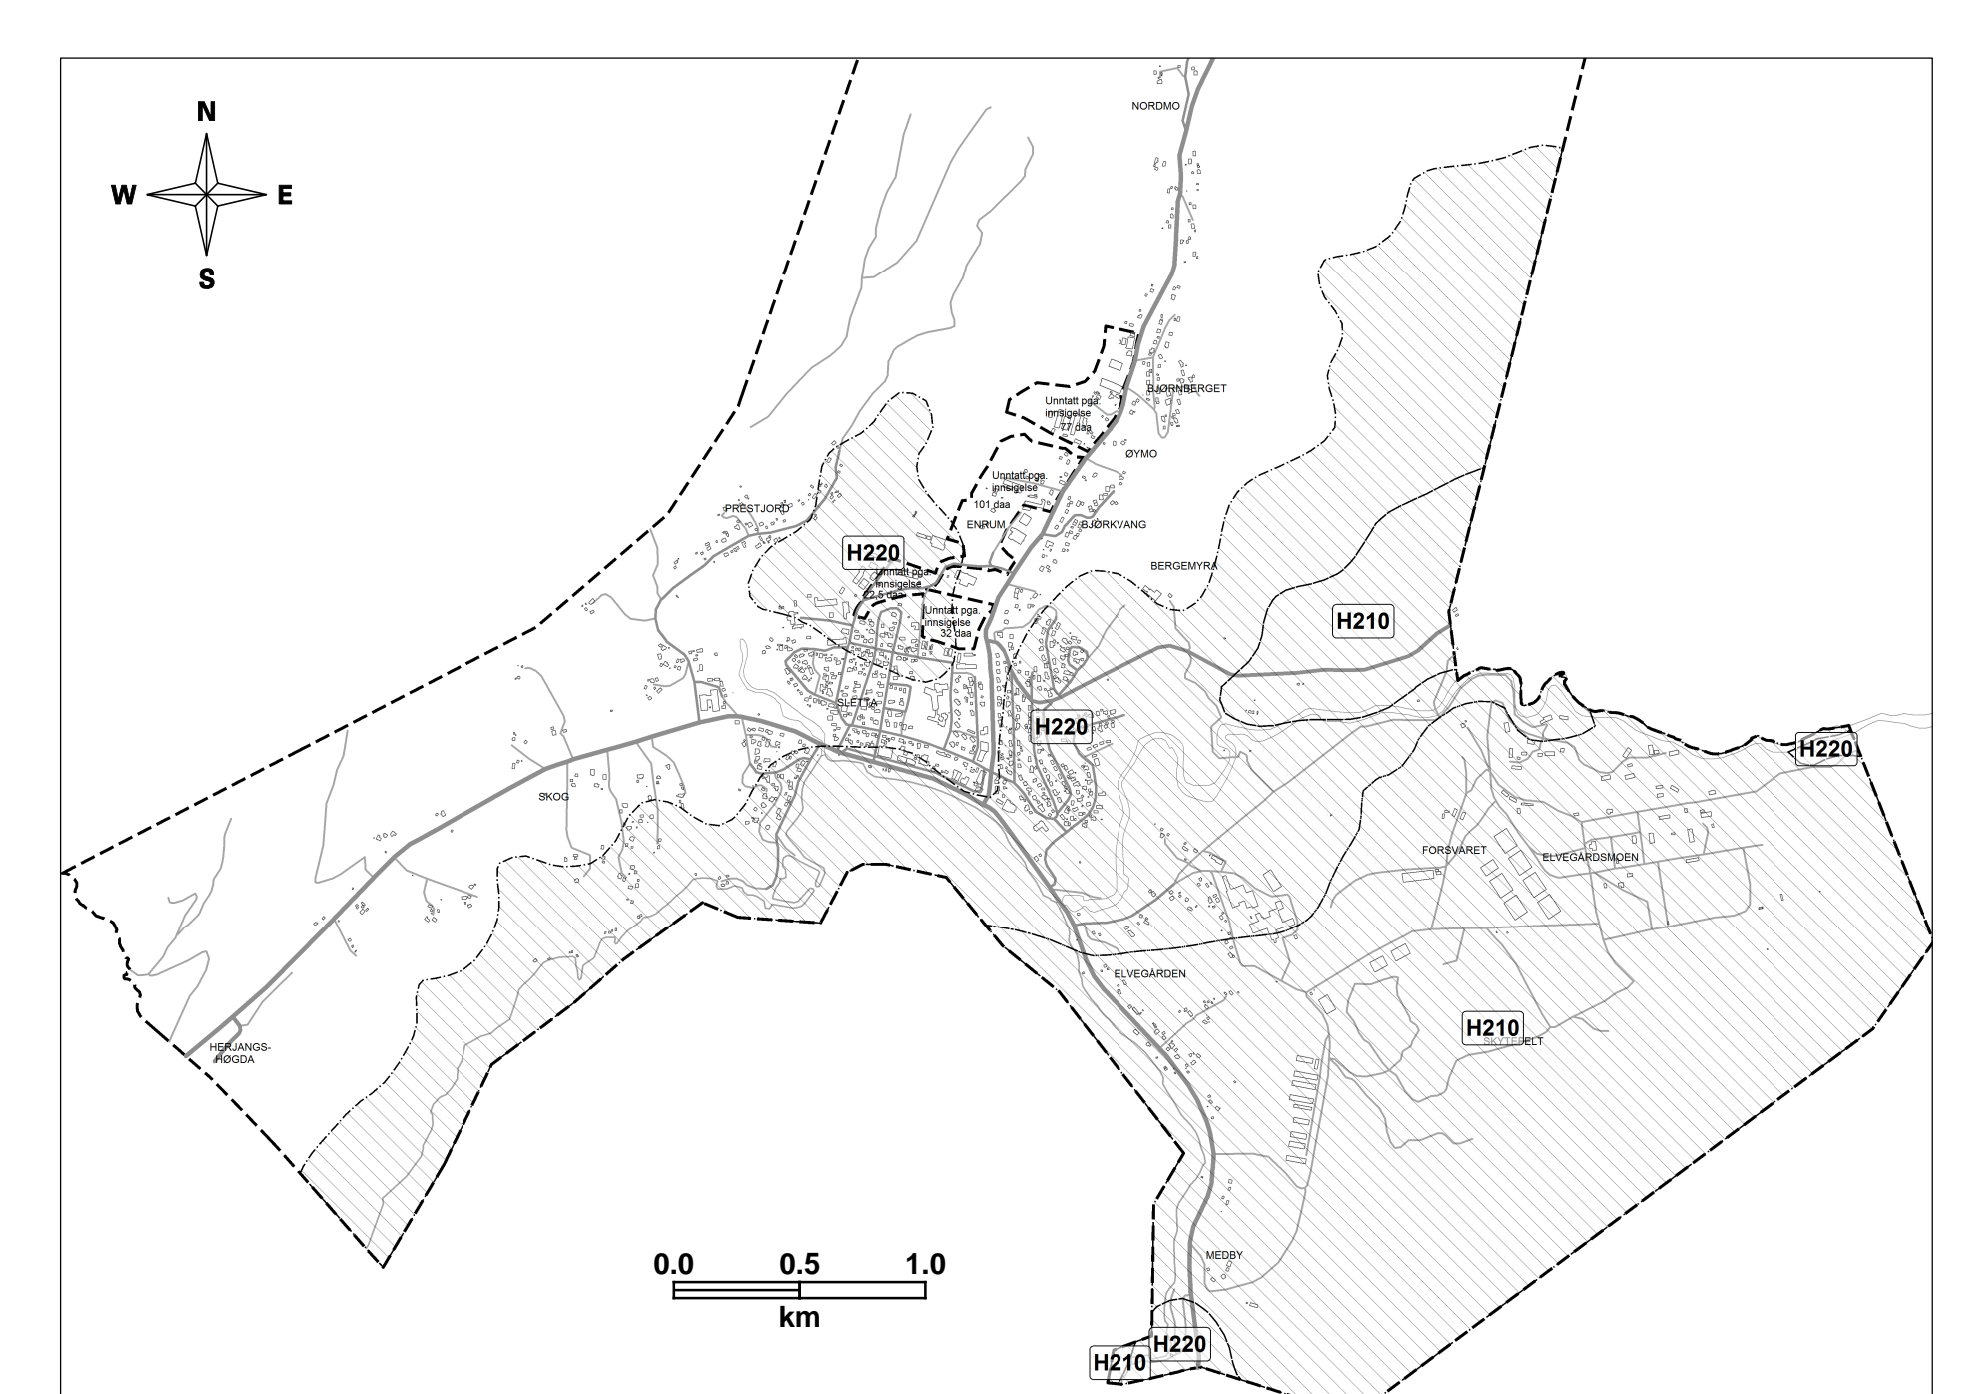 N
W E
S
NORDMO
BJØRNBERGET
Unntatt pga.
innsigelse
77 daa
ØYMO
Unntatt pga.
innsigelse
101 daa
PRESTJORD
ENRUM
BJØRKVANG
H220
BERGEMYRA
Unntatt pga.
innsigelse
22,5 daa
Unntatt pga.
innsigelse
32 daa
H210
SLETTA
H220
H220
SKOG
FORSVARET
ELVEGÅRDSMOEN
ELVEGÅRDEN
H210
SKYTEFELT
HERJANGS-
HØGDA
MEDBY
0.0 0.5 1.0
km
H220
H210